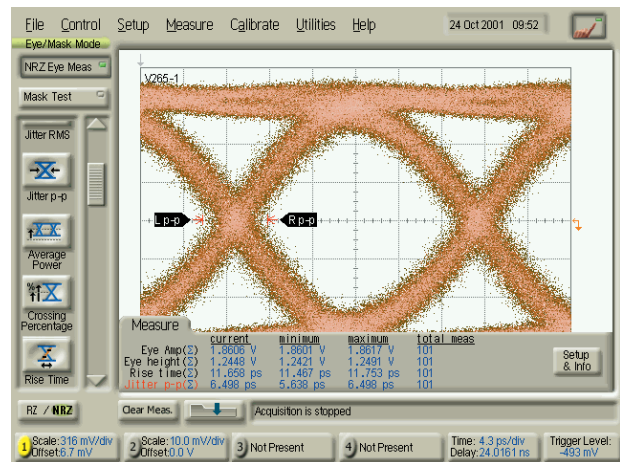 File Control Setup Measure Calibrate Utilities Help 24 Oct 2001 09:52
Eye/Mask Mode
NRZ Eye Meas
Mask Test
Jitter RMS
Jitter p-p
Average
Power
Crossing
Percentage
Rise Time
RZ / NRZ
V265-1
L p-p
R p-p
Measure
current minimum maximum total meas
Eye Amp(Σ) 1.8606 V 1.8601 V 1.8617 V 101
Eye height(Σ) 1.2448 V 1.2421 V 1.2491 V 101
Rise time(Σ) 11.658 ps 11.467 ps 11.753 ps 101
Jitter p-p(Σ) 6.498 ps 5.638 ps 6.498 ps 101
Setup
& Info
Clear Meas.
Acquisition is stopped
1 Scale:316 mV/div
Offset:6.7 mV
2 Scale:10.0 mV/div
Offset:0.0 V
3 Not Present
4 Not Present
Time: 4.3 ps/div
Delay:24.0161 ns
Trigger Level:
-493 mV